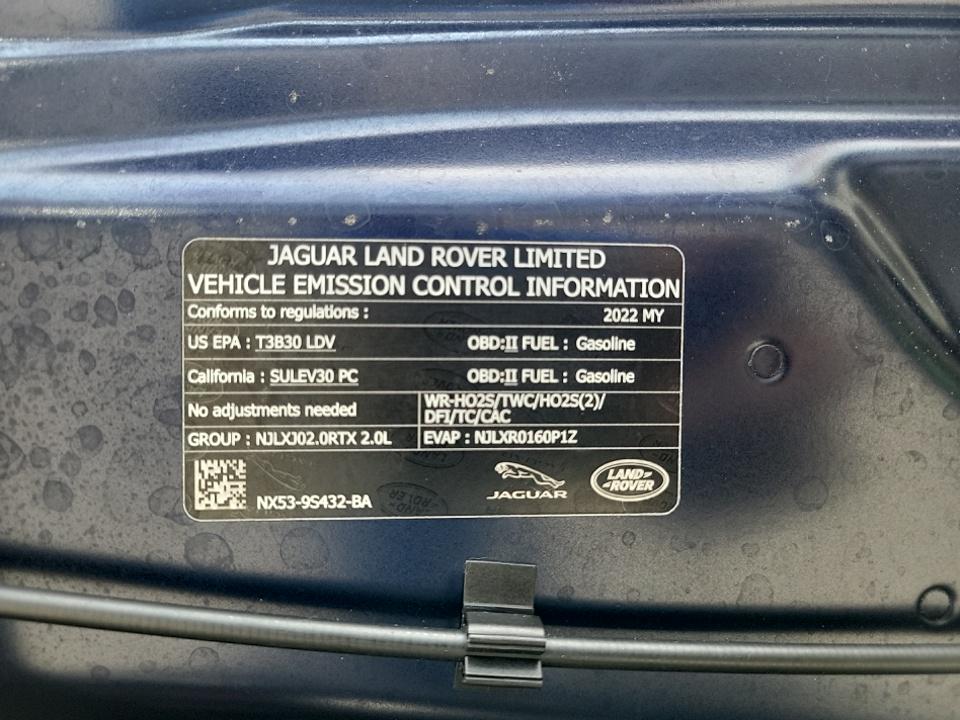 JAGUAR LAND ROVER LIMITED
VEHICLE EMISSION CONTROL INFORMATION
Conforms to regulations : 2022 MY
US EPA : T3B30 LDV OBD:II FUEL : Gasoline
California : SULEV30 PC OBD:II FUEL : Gasoline
No adjustments needed WR-HO2S/TWC/HO2S(2)/
DFI/TC/CAC
GROUP : NJLXJ02.0RTX 2.0L EVAP : NJLXR0160P1Z
NX53-9S432-BA
JAGUAR
LAND-
-ROVER